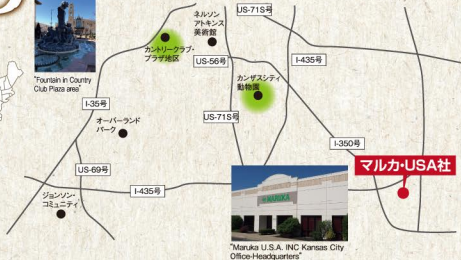 US-71S号
ネルソン
アトキンス
美術館
カントリークラブ・
プラザ地区
US-56号
I-435号
"Fountain in Country
Club Plaza area"
カンザスシティ
動物園
I-35号
US-71S号
オーバーランド
パーク
I-350号
マルカ・USA社
US-69号
I-435号
ジョンソン・
コミュニティ
MARUKA
"Maruka U.S.A. INC Kansas City
Office-Headquarters"